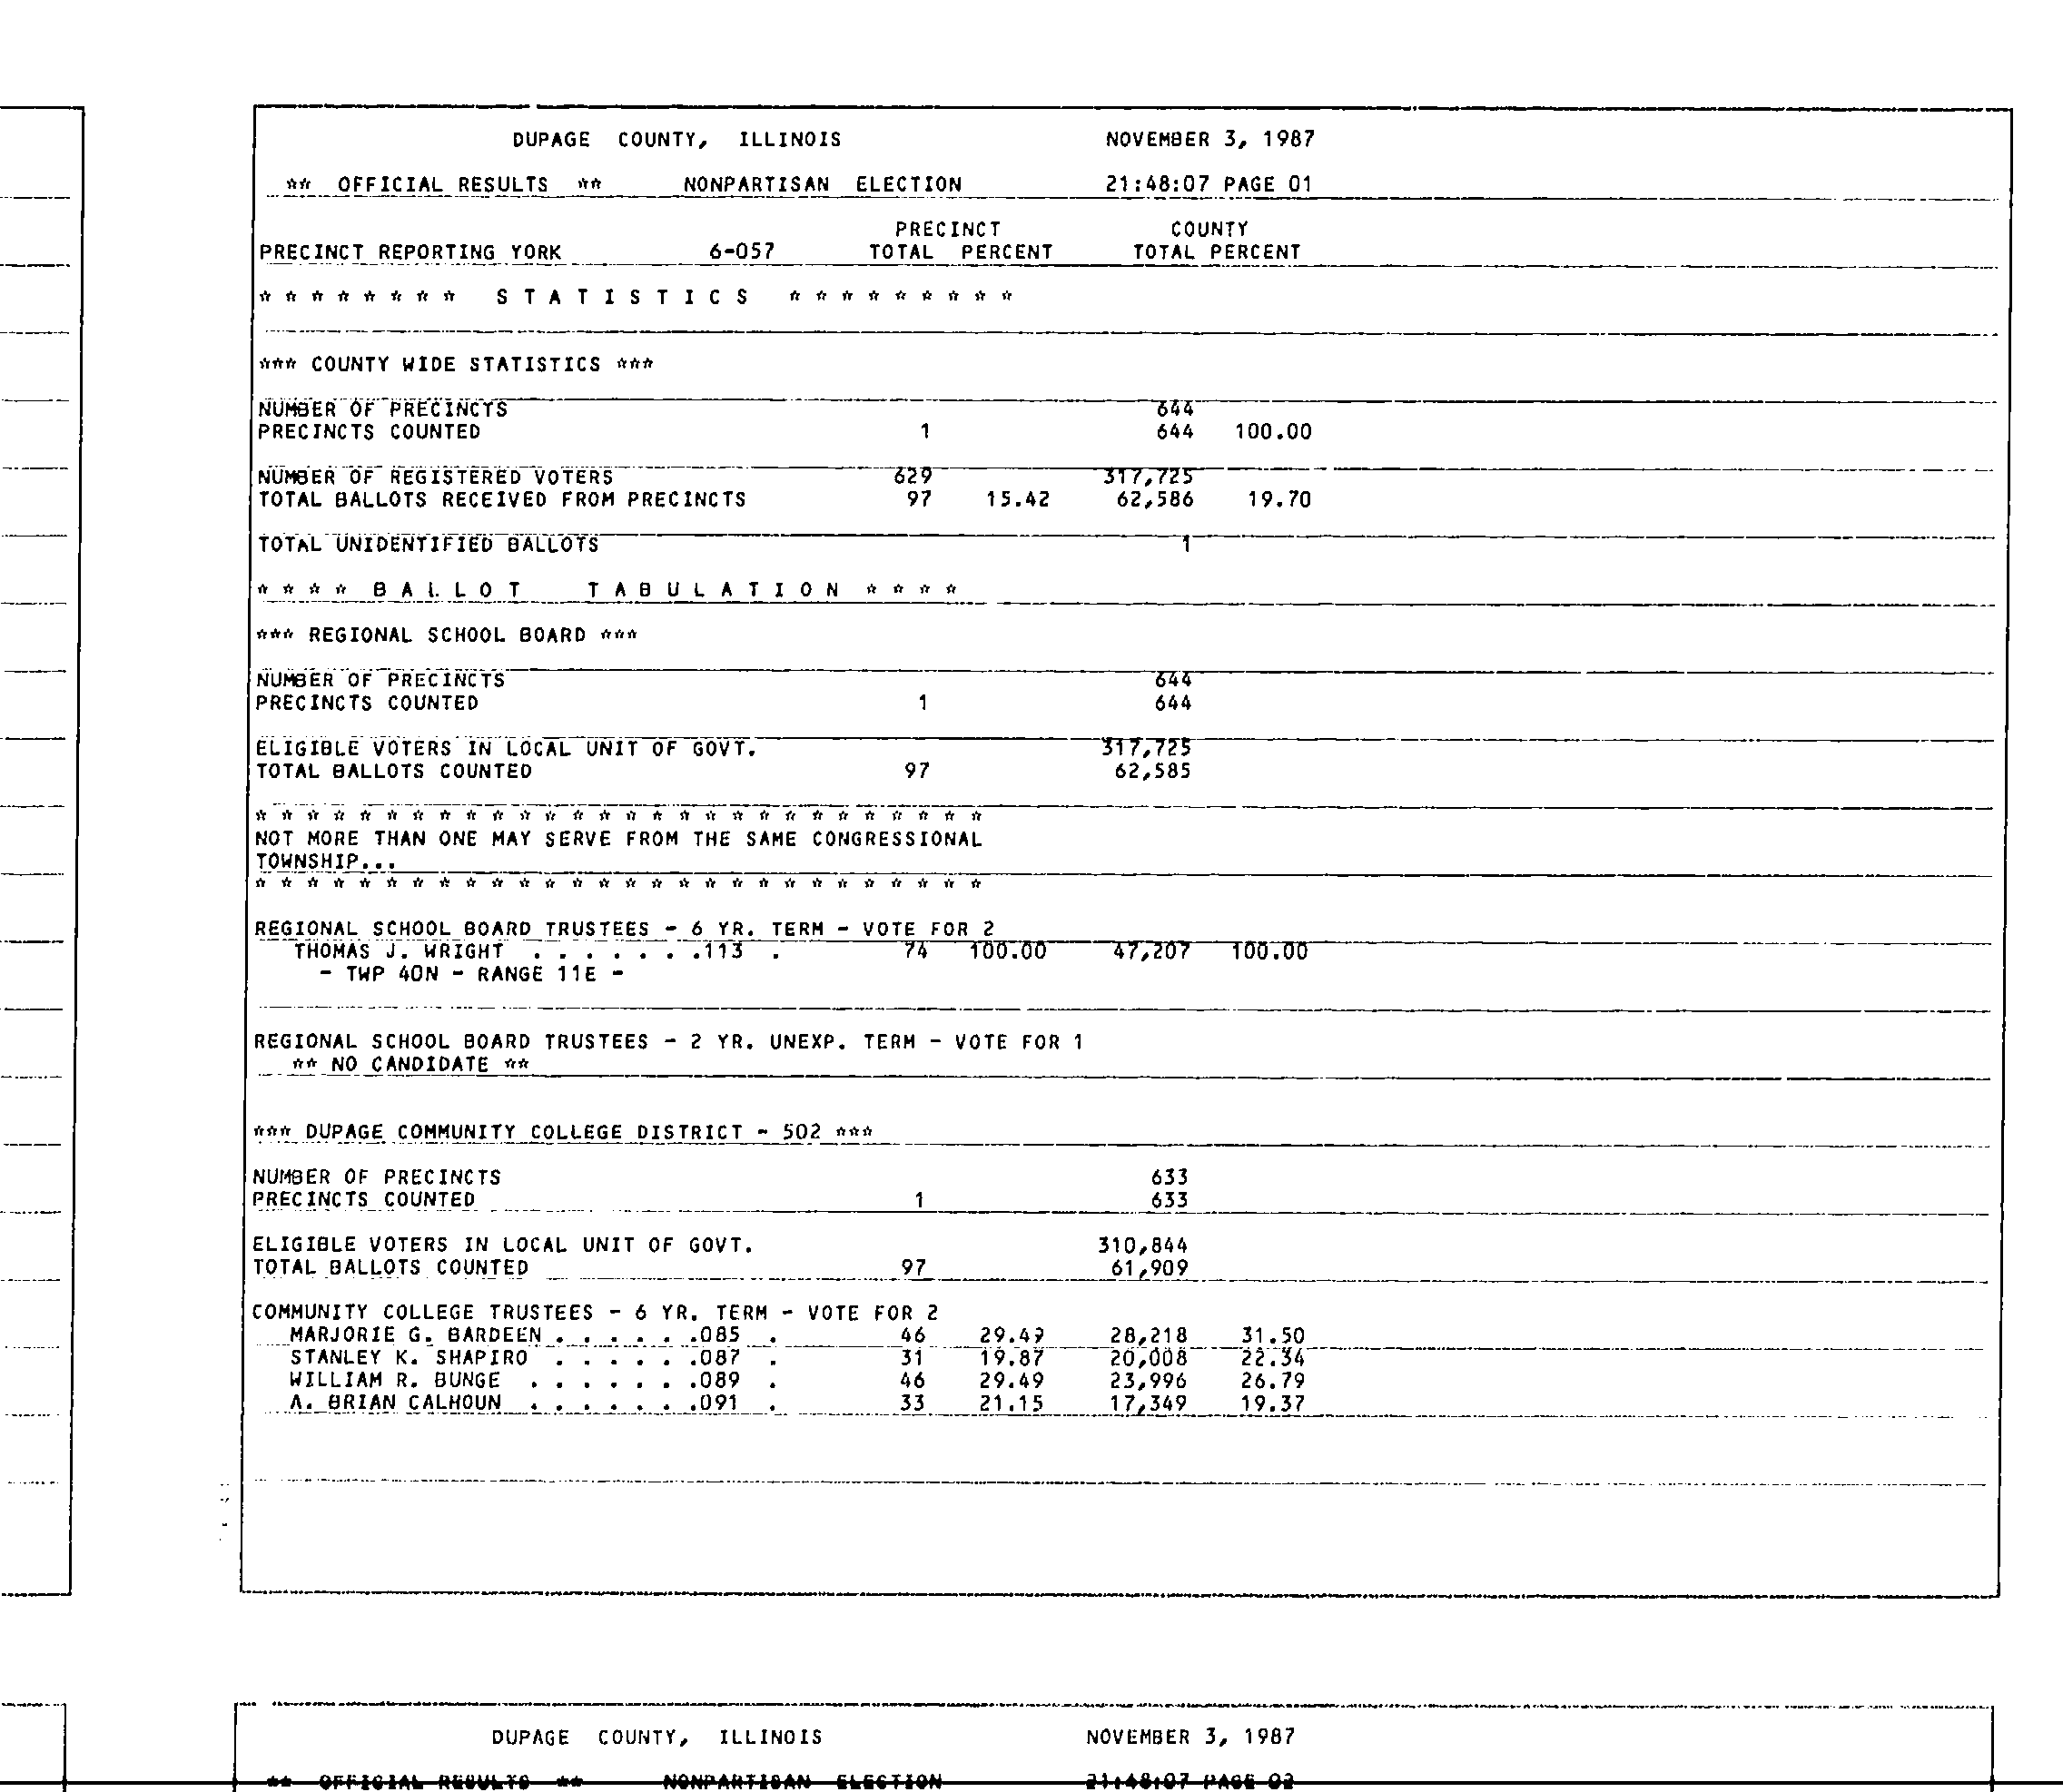 DUPAGE COUNTY, ILLINOIS NOVEMBER 3, 1987
** OFFICIAL RESULTS ** NONPARTISAN ELECTION 21:48:07 PAGE 01
PRECINCT COUNTY
PRECINCT REPORTING YORK 6-057 TOTAL PERCENT TOTAL PERCENT
* * * * * * * * S T A T I S T I C S * * * * * * * * *
*** COUNTY WIDE STATISTICS ***
NUMBER OF PRECINCTS 644
PRECINCTS COUNTED 1 644 100.00
NUMBER OF REGISTERED VOTERS 629 317,725
TOTAL BALLOTS RECEIVED FROM PRECINCTS 97 15.42 62,586 19.70
TOTAL UNIDENTIFIED BALLOTS 1
* * * * B A L L O T T A B U L A T I O N * * * *
*** REGIONAL SCHOOL BOARD ***
NUMBER OF PRECINCTS 644
PRECINCTS COUNTED 1 644
ELIGIBLE VOTERS IN LOCAL UNIT OF GOVT. 317,725
TOTAL BALLOTS COUNTED 97 62,585
* * * * * * * * * * * * * * * * * * * * * * * * * * * *
NOT MORE THAN ONE MAY SERVE FROM THE SAME CONGRESSIONAL
TOWNSHIP...
* * * * * * * * * * * * * * * * * * * * * * * * * * * *
REGIONAL SCHOOL BOARD TRUSTEES - 6 YR. TERM - VOTE FOR 2
THOMAS J. WRIGHT . . . . . . .113 . 74 100.00 47,207 100.00
- TWP 40N - RANGE 11E -
REGIONAL SCHOOL BOARD TRUSTEES - 2 YR. UNEXP. TERM - VOTE FOR 1
** NO CANDIDATE **
*** DUPAGE COMMUNITY COLLEGE DISTRICT - 502 ***
NUMBER OF PRECINCTS 633
PRECINCTS COUNTED 1 633
ELIGIBLE VOTERS IN LOCAL UNIT OF GOVT. 310,844
TOTAL BALLOTS COUNTED 97 61,909
COMMUNITY COLLEGE TRUSTEES - 6 YR. TERM - VOTE FOR 2
MARJORIE G. BARDEEN . . . . . .085 . 46 29.49 28,218 31.50
STANLEY K. SHAPIRO . . . . . .087 . 31 19.87 20,008 22.34
WILLIAM R. BUNGE . . . . . . .089 . 46 29.49 23,996 26.79
A. BRIAN CALHOUN . . . . . . .091 . 33 21.15 17,349 19.37
DUPAGE COUNTY, ILLINOIS NOVEMBER 3, 1987
** OFFICIAL RESULTS ** NONPARTISAN ELECTION 21:48:07 PAGE 02